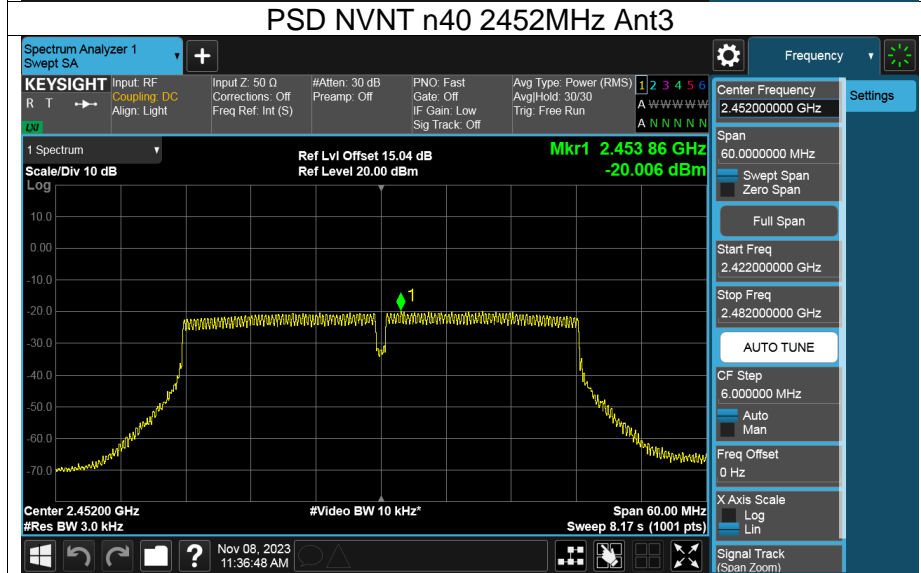 PSD NVNT n40 2452MHz Ant3
Spectrum Analyzer 1
Swept SA
+
Frequency
Settings
KEYSIGHT
R T
LXI
Input: RF
Coupling: DC
Align: Light
Input Z: 50 Ω
Corrections: Off
Freq Ref: Int (S)
#Atten: 30 dB
Preamp: Off
PNO: Fast
Gate: Off
IF Gain: Low
Sig Track: Off
Avg Type: Power (RMS)
Avg|Hold: 30/30
Trig: Free Run
1 2 3 4 5 6
A W W W W W
A N N N N N
1 Spectrum
Scale/Div 10 dB
Log
Ref Lvl Offset 15.04 dB
Ref Level 20.00 dBm
Mkr1 2.453 86 GHz
-20.006 dBm
10.0
0.00
-10.0
-20.0
-30.0
-40.0
-50.0
-60.0
-70.0
1
Center 2.45200 GHz
#Res BW 3.0 kHz
#Video BW 10 kHz*
Span 60.00 MHz
Sweep 8.17 s (1001 pts)
Center Frequency
2.452000000 GHz
Span
60.0000000 MHz
Swept Span
Zero Span
Full Span
Start Freq
2.422000000 GHz
Stop Freq
2.482000000 GHz
AUTO TUNE
CF Step
6.000000 MHz
Auto
Man
Freq Offset
0 Hz
X Axis Scale
Log
Lin
Signal Track
(Span Zoom)
?
Nov 08, 2023
11:36:48 AM